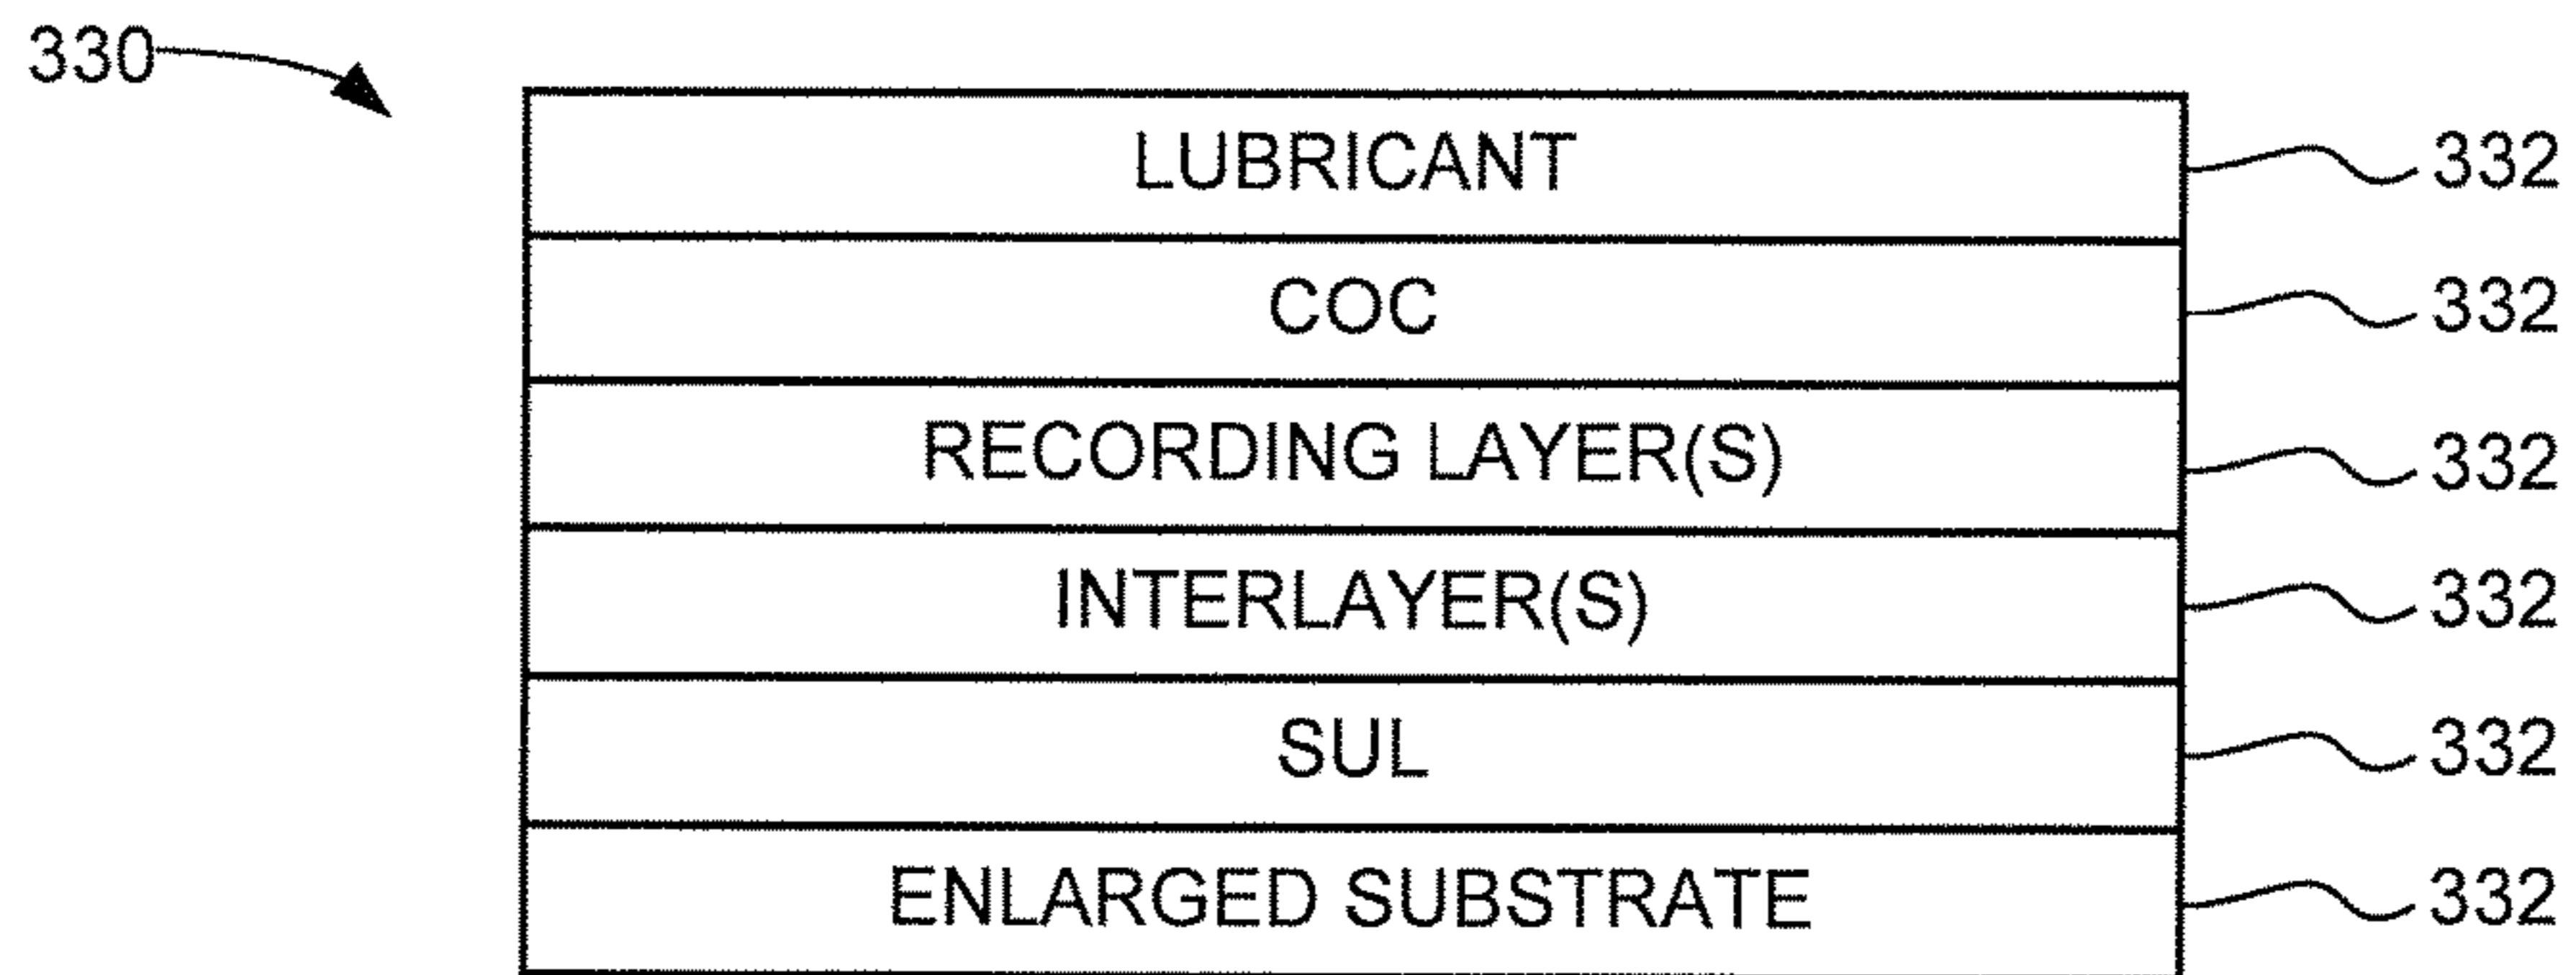 330
LUBRICANT 332
COC 332
RECORDING LAYER(S) 332
INTERLAYER(S) 332
SUL 332
ENLARGED SUBSTRATE 332